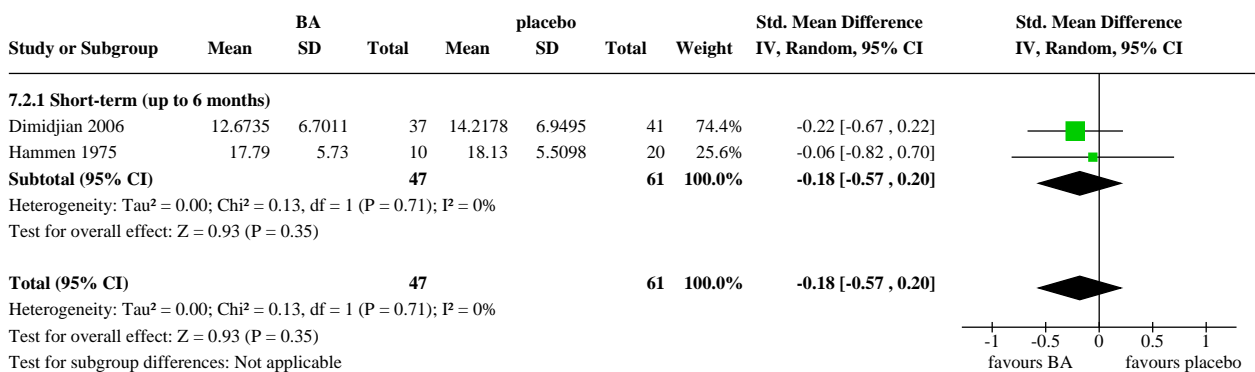 BA placebo Std. Mean Difference Std. Mean Difference
Study or Subgroup Mean SD Total Mean SD Total Weight IV, Random, 95% CI IV, Random, 95% CI
7.2.1 Short-term (up to 6 months)
Dimidjian 2006 12.6735 6.7011 37 14.2178 6.9495 41 74.4% -0.22 [-0.67 , 0.22]
Hammen 1975 17.79 5.73 10 18.13 5.5098 20 25.6% -0.06 [-0.82 , 0.70]
Subtotal (95% CI) 47 61 100.0% -0.18 [-0.57 , 0.20]
Heterogeneity: Tau² = 0.00; Chi² = 0.13, df = 1 (P = 0.71); I² = 0%
Test for overall effect: Z = 0.93 (P = 0.35)
Total (95% CI) 47 61 100.0% -0.18 [-0.57 , 0.20]
Heterogeneity: Tau² = 0.00; Chi² = 0.13, df = 1 (P = 0.71); I² = 0%
Test for overall effect: Z = 0.93 (P = 0.35)
-1 -0.5 0 0.5 1
Test for subgroup differences: Not applicable
favours BA favours placebo